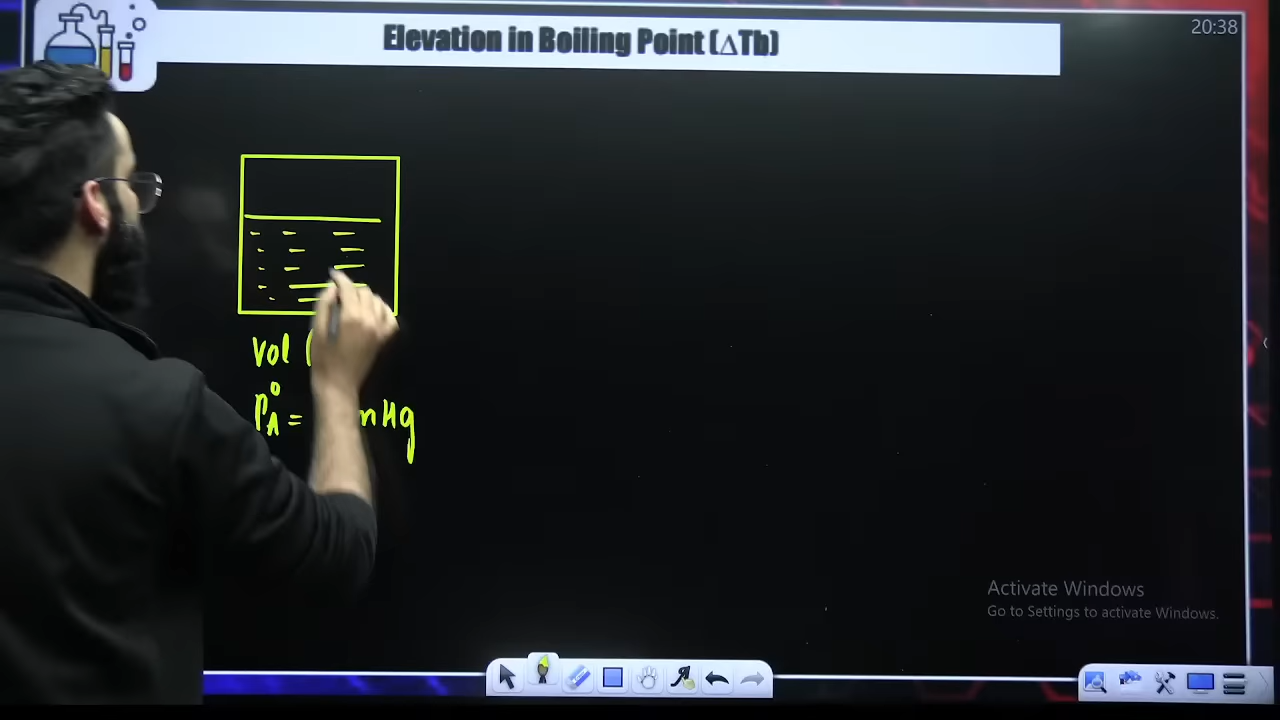 Elevation in Boiling Point (ΔTb)
20:38
Vol (
P°A = mHg
Activate Windows
Go to Settings to activate Windows.